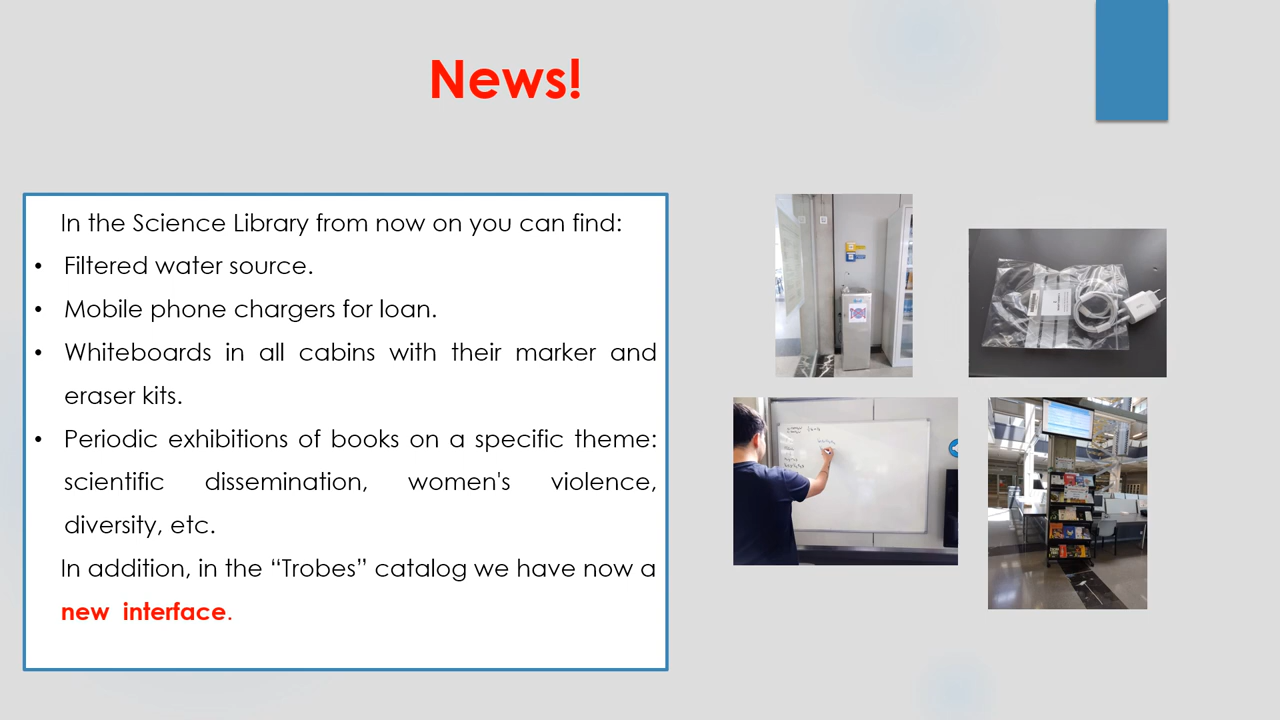 News!
In the Science Library from now on you can find:
• Filtered water source.
• Mobile phone chargers for loan.
• Whiteboards in all cabins with their marker and
eraser kits.
• Periodic exhibitions of books on a specific theme:
scientific dissemination, women's violence,
diversity, etc.
In addition, in the “Trobes” catalog we have now a
new interface.